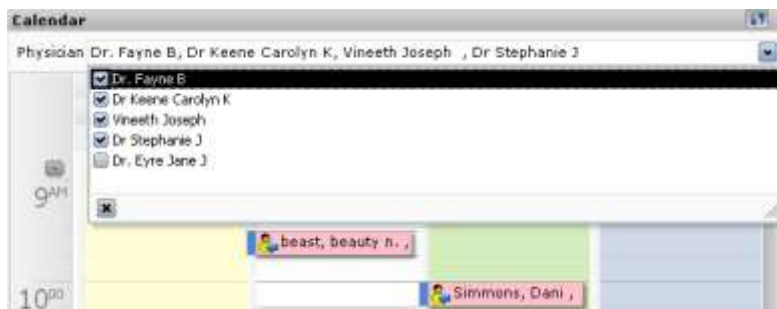 Calendar
Physician Dr. Fayne B, Dr Keene Carolyn K, Vineeth Joseph , Dr Stephanie J
Dr. Fayne B
Dr Keene Carolyn K
Vineeth Joseph
Dr Stephanie J
Dr. Eyre Jane J
9AM
beast, beauty n. ,
Simmons, Dani ,
1000